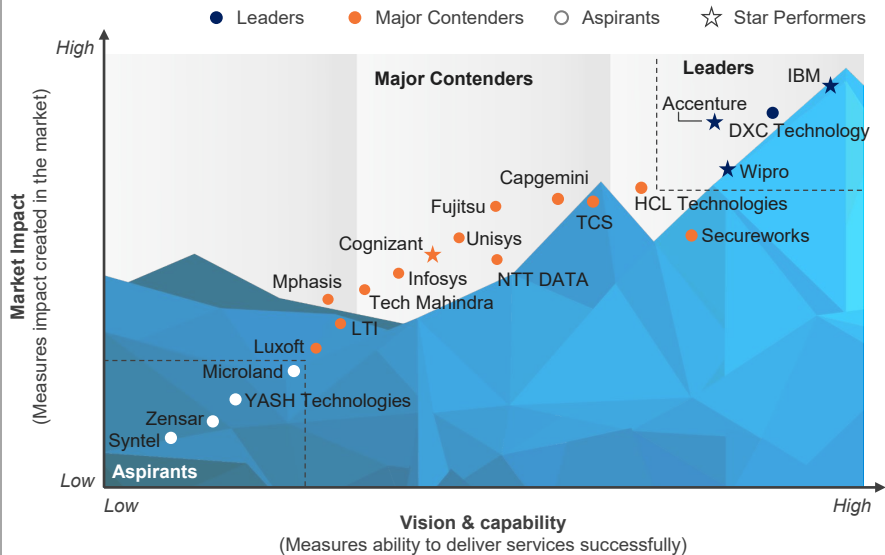 Leaders
Major Contenders
Aspirants
Star Performers
High
Major Contenders
Leaders
IBM
Accenture
DXC Technology
Wipro
Capgemini
HCL Technologies
Fujitsu
TCS
Secureworks
Cognizant
Unisys
Infosys
NTT DATA
Mphasis
Tech Mahindra
LTI
Luxoft
Microland
YASH Technologies
Zensar
Syntel
Aspirants
Market Impact
(Measures impact created in the market)
Low
Low
High
Vision & capability
(Measures ability to deliver services successfully)